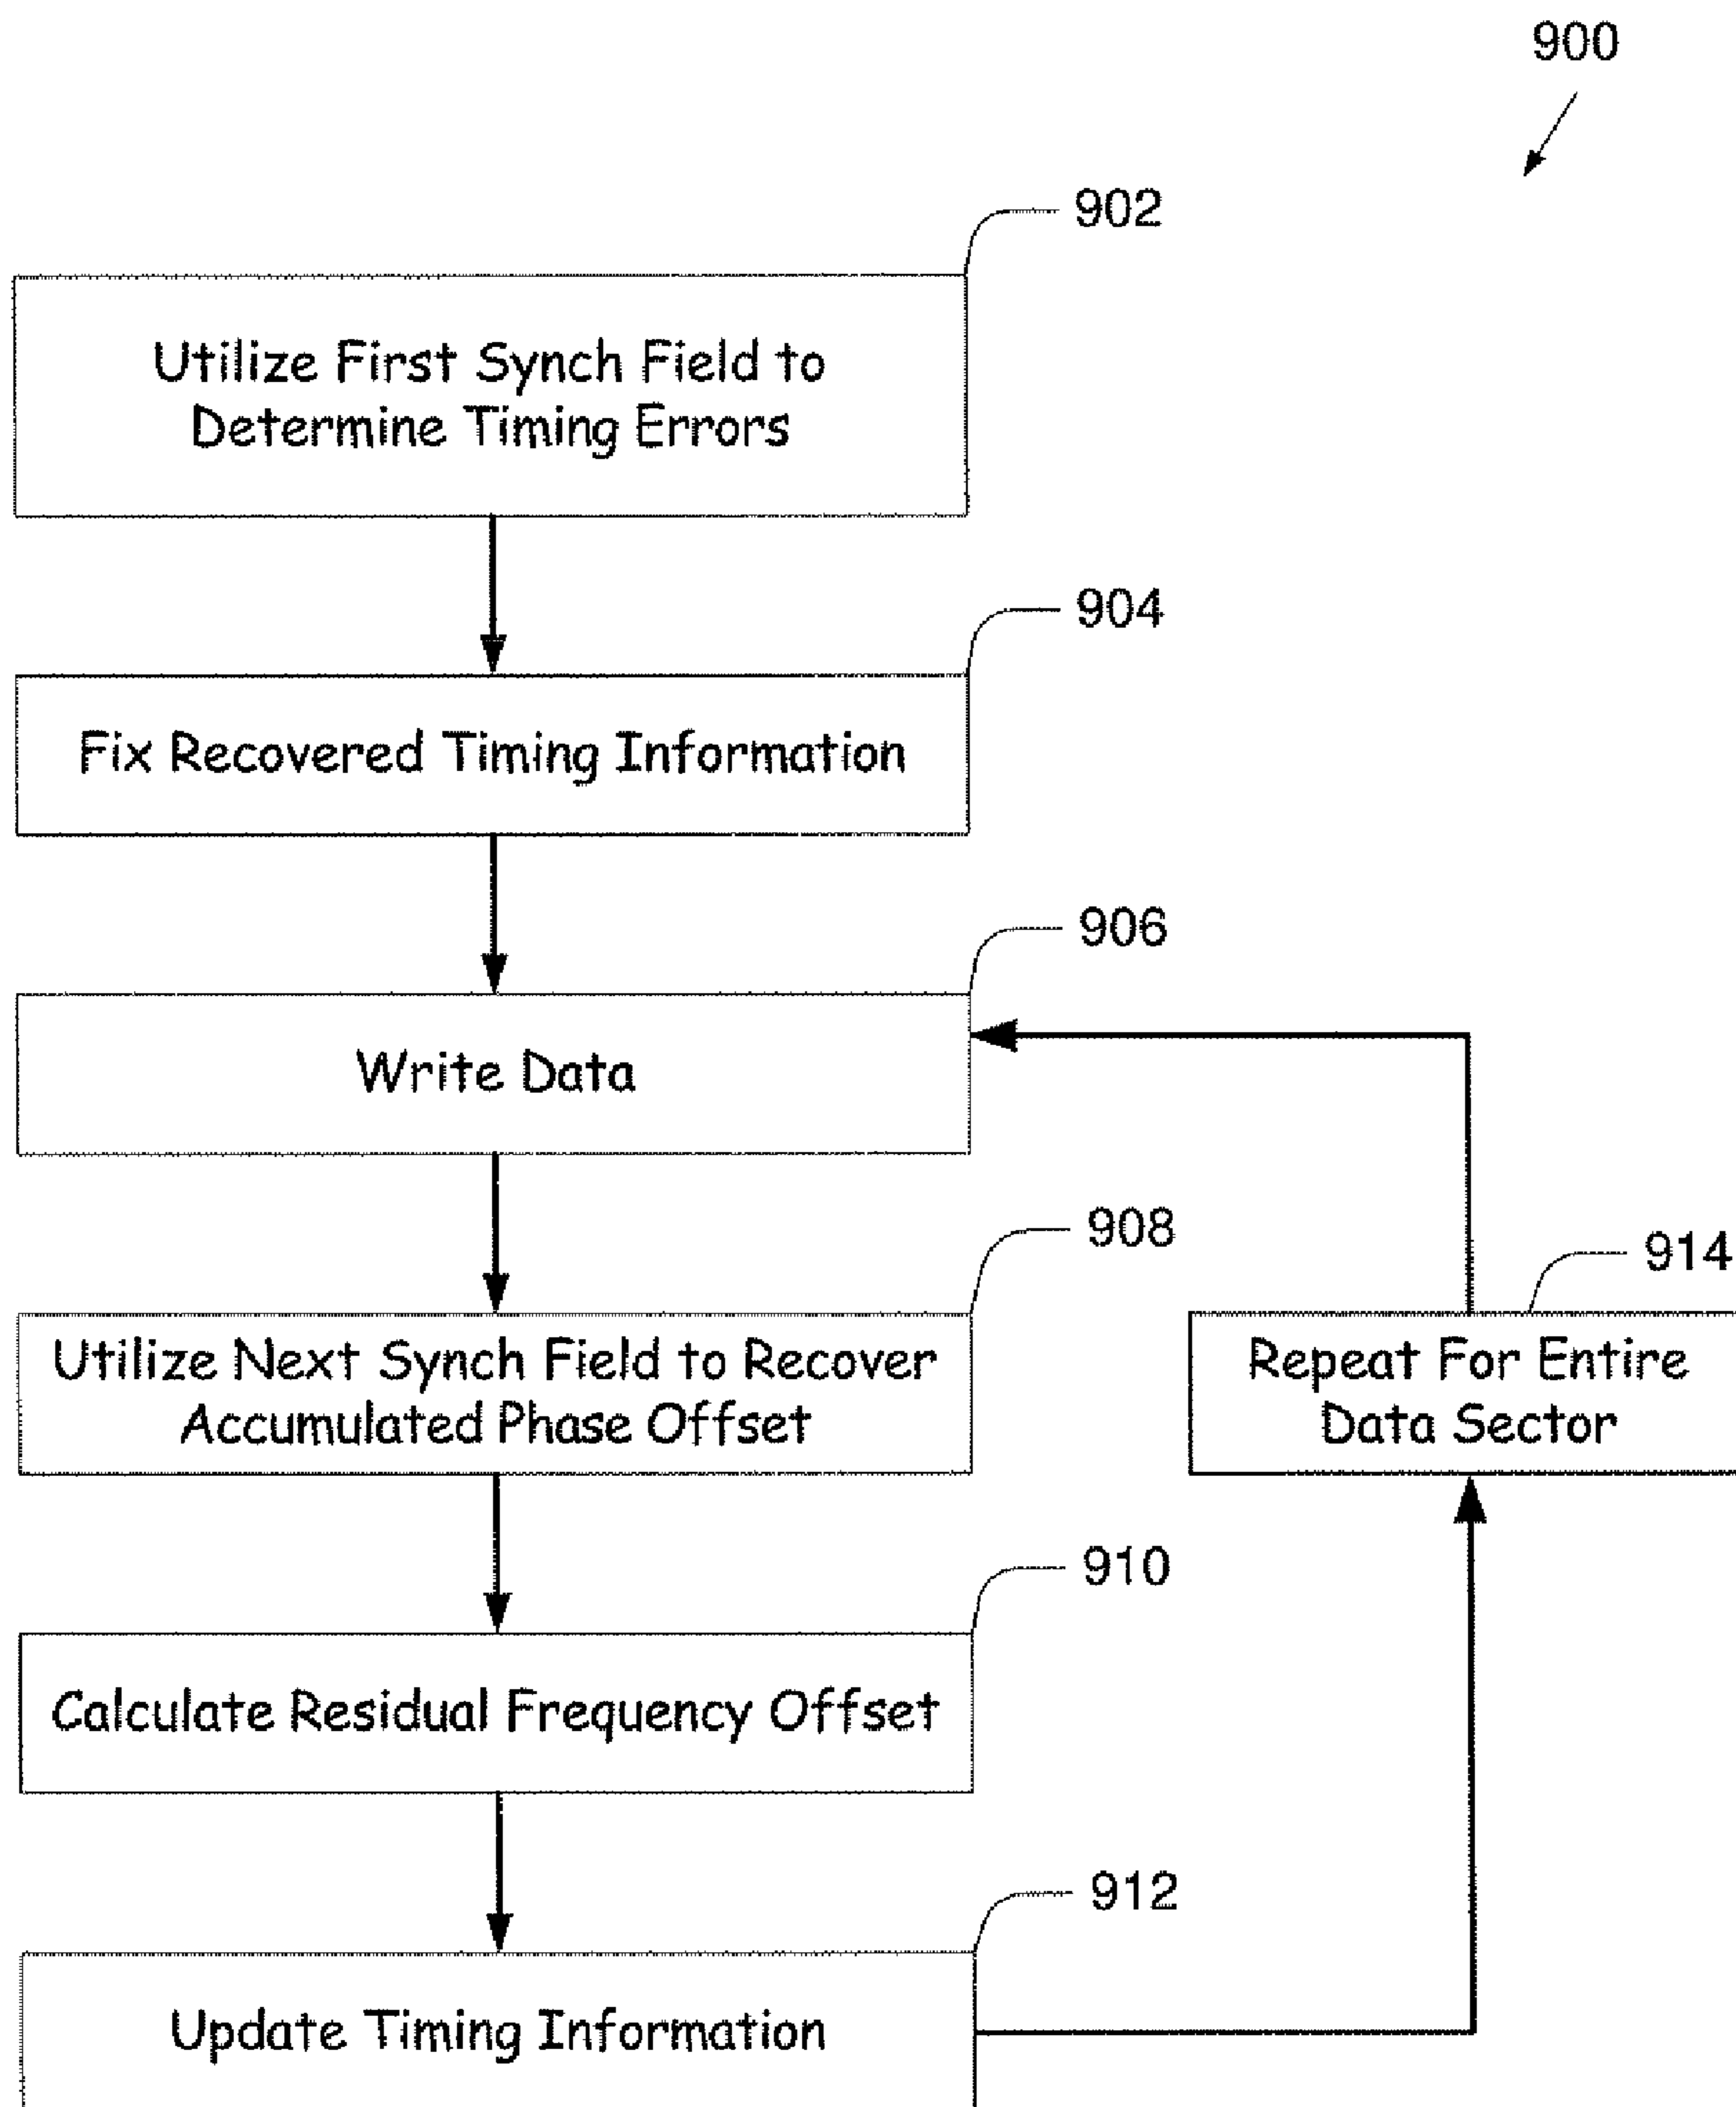 900
902
Utilize First Synch Field to
Determine Timing Errors
904
Fix Recovered Timing Information
906
Write Data
908
Utilize Next Synch Field to Recover
Accumulated Phase Offset
914
Repeat For Entire
Data Sector
910
Calculate Residual Frequency Offset
912
Update Timing Information